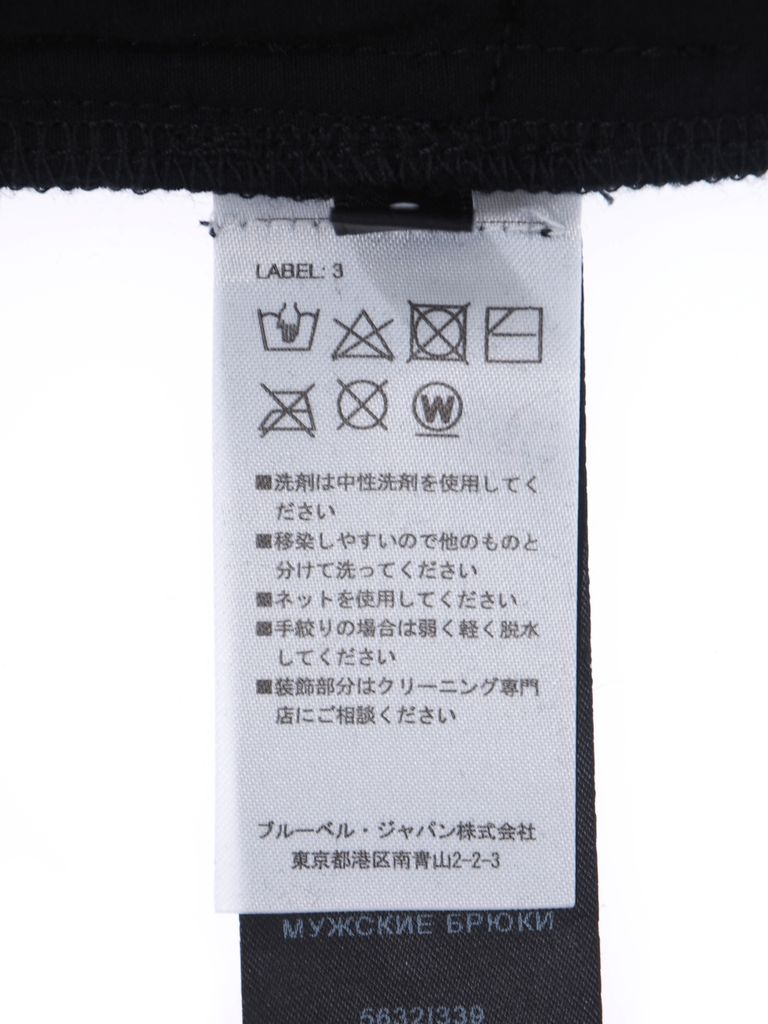 LABEL: 3
W
■洗剤は中性洗剤を使用してく
ださい
■移染しやすいので他のものと
分けて洗ってください
■ネットを使用してください
■手絞りの場合は弱く軽く脱水
してください
■装飾部分はクリーニング専門
店にご相談ください
ブルーベル・ジャパン株式会社
東京都港区南青山2-2-3
МУЖСКИЕ БРЮКИ
5632I339